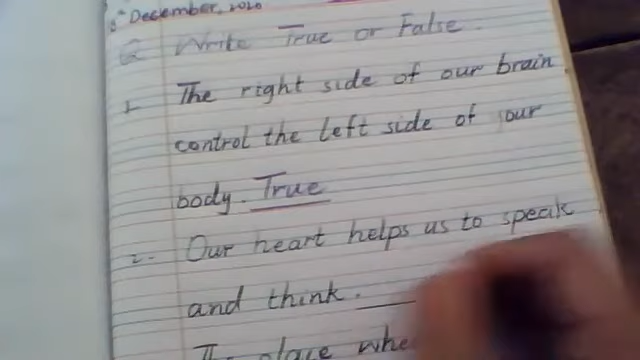 December, 2020
Q Write True or False.
1 The right side of our brain
control the left side of our
body. True
2. Our heart helps us to speak
and think.
The place whe